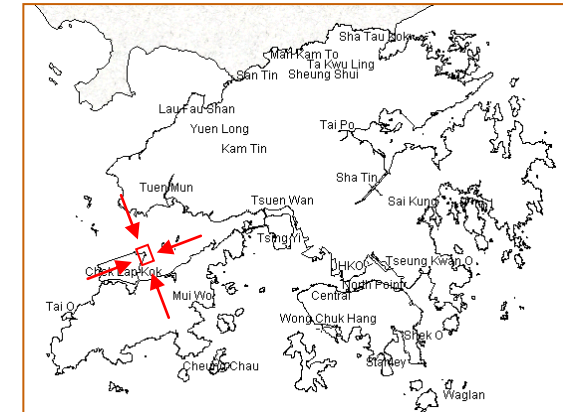 Sha Tau Kok
Man Kam To
Ta Kwu Ling
San Tin
Sheung Shui
Lau Fau Shan
Yuen Long
Tai Po
Kam Tin
Sha Tin
Tuen Mun
Tsuen Wan
Sai Kung
Tsing Yi
HKO
Tseung Kwan O
Chek Lap Kok
North Point
Mui Wo
Central
Tai O
Wong Chuk Hang
Shek O
Cheung Chau
Stanley
Waglan